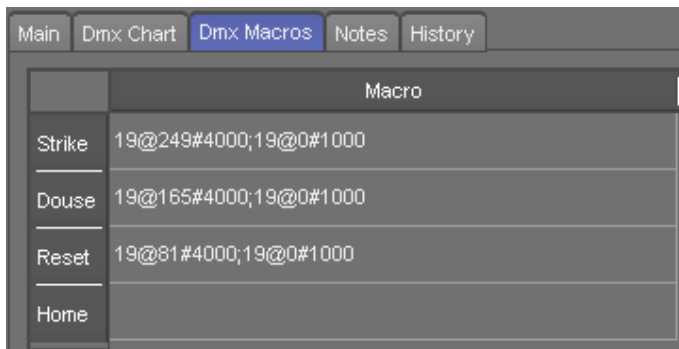 Main Dmx Chart Dmx Macros Notes History
Macro
Strike 19@249#4000;19@0#1000
Douse 19@165#4000;19@0#1000
Reset 19@81#4000;19@0#1000
Home